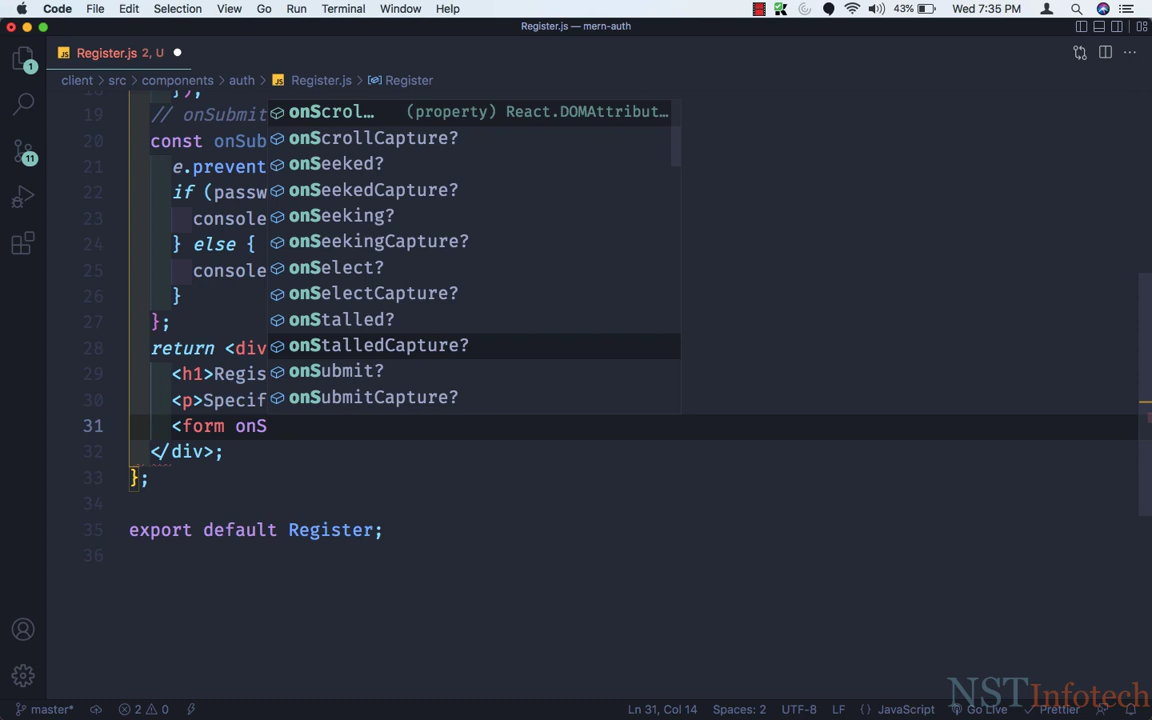 Code File Edit Selection View Go Run Terminal Window Help 43% Wed 7:35 PM
Register.js — mern-auth
JS Register.js 2, U
client > src > components > auth > JS Register.js > Register
1
11
});
19 // onSubmit
20 const onSub
21 e.prevent
22 if (passw
23 console
24 } else {
25 console
26 }
27 };
28 return <div
29 <h1>Regis
30 <p>Specif
31 <form onS
32 </div>;
33 };
34
35 export default Register;
36
onScrol… (property) React.DOMAttribut…
onScrollCapture?
onSeeked?
onSeekedCapture?
onSeeking?
onSeekingCapture?
onSelect?
onSelectCapture?
onStalled?
onStalledCapture?
onSubmit?
onSubmitCapture?
NSTInfotech
master* 2 0 Ln 31, Col 14 Spaces: 2 UTF-8 LF {} JavaScript Go Live Prettier